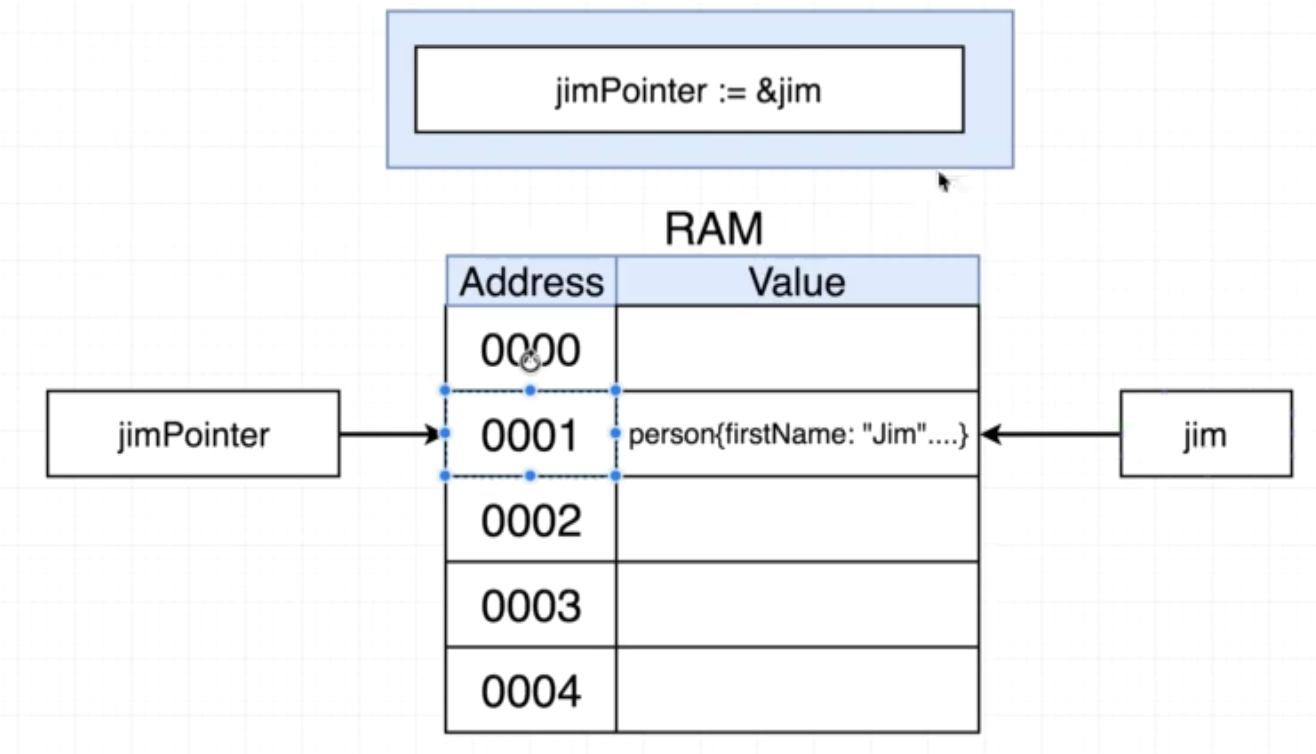 jimPointer := &jim
RAM
Address Value
0000
jimPointer 0001 person{firstName: "Jim"....} jim
0002
0003
0004